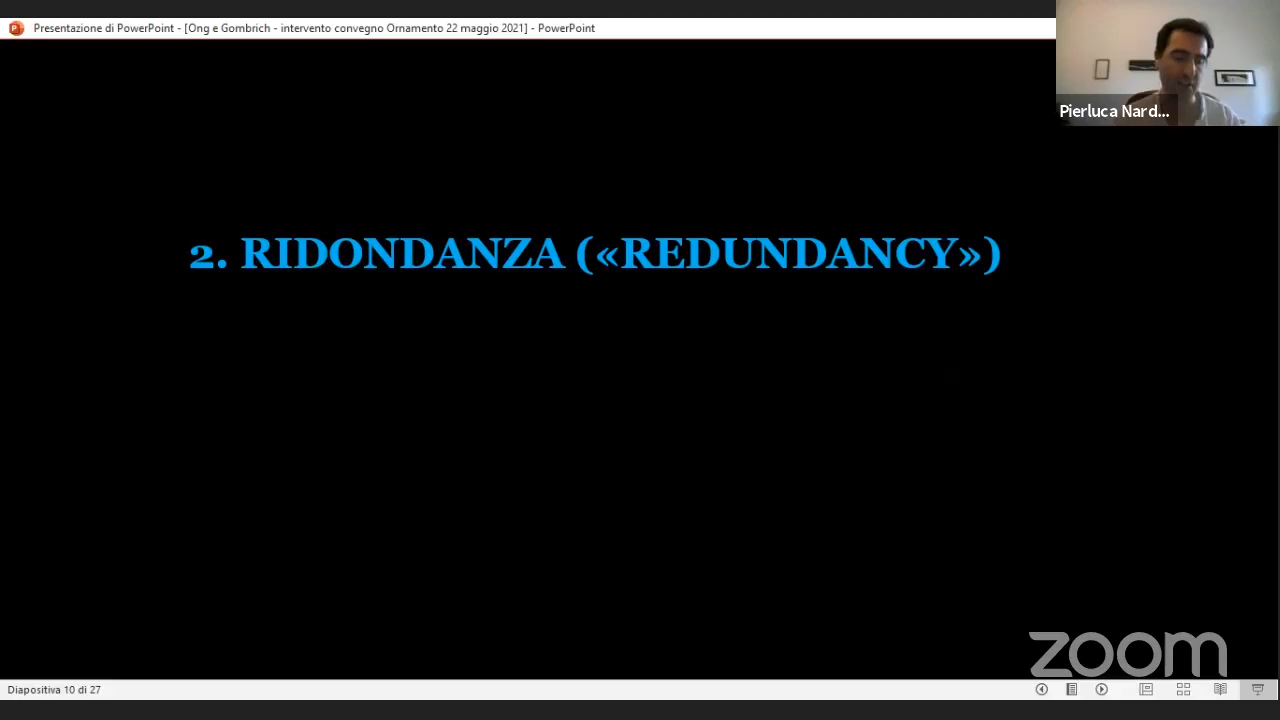 Presentazione di PowerPoint - [Ong e Gombrich - intervento convegno Ornamento 22 maggio 2021] - PowerPoint
Pierluca Nard...
2. RIDONDANZA («REDUNDANCY»)
zoom
Diapositiva 10 di 27